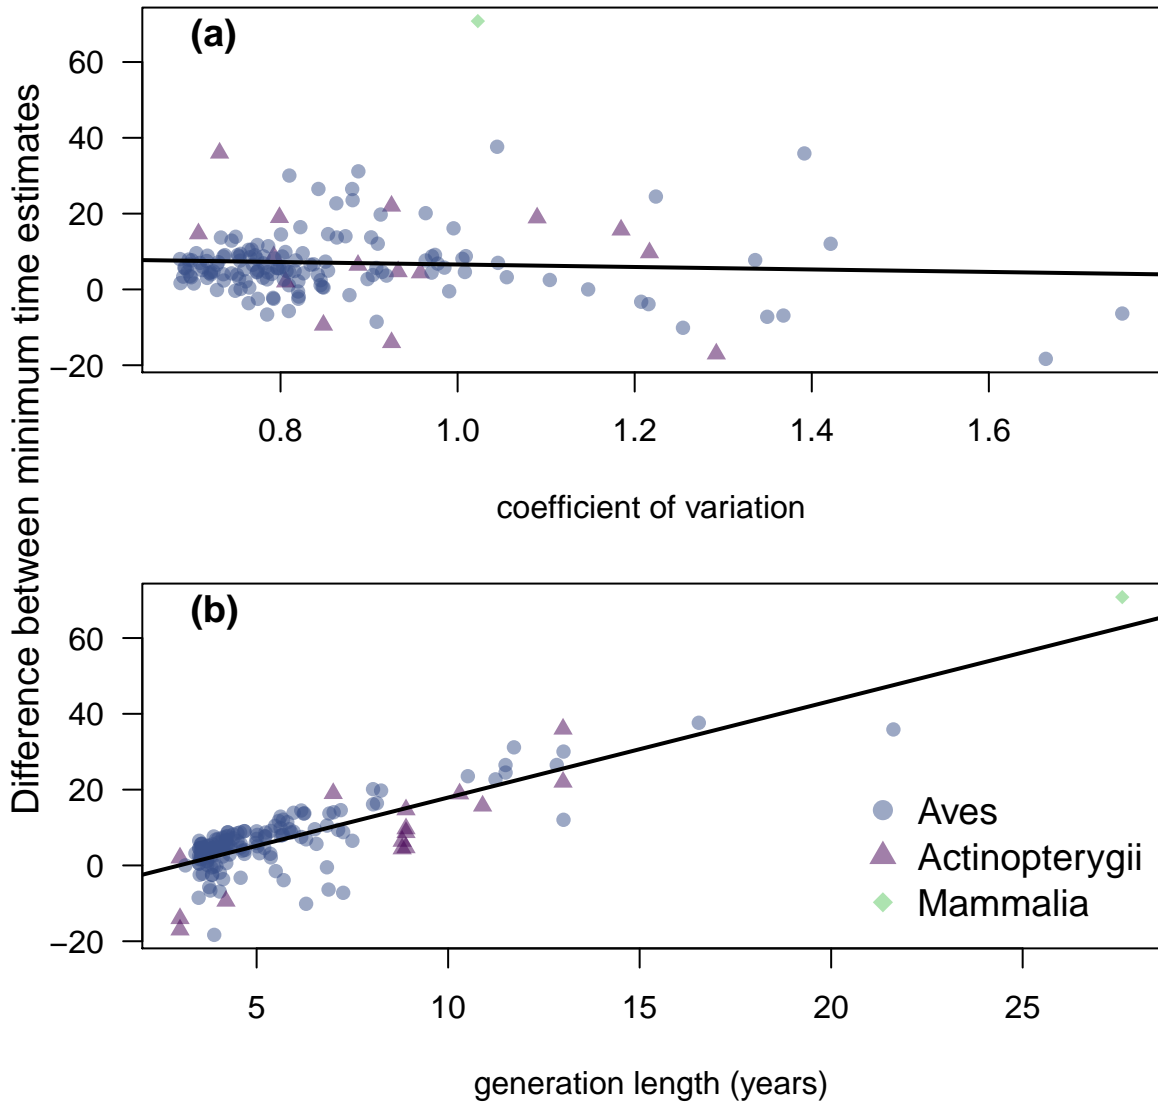 Difference between minimum time estimates
(a)
60
40
20
0
−20
0.8 1.0 1.2 1.4 1.6
coefficient of variation
(b)
60
40
20
0
−20
Aves
Actinopterygii
Mammalia
5 10 15 20 25
generation length (years)